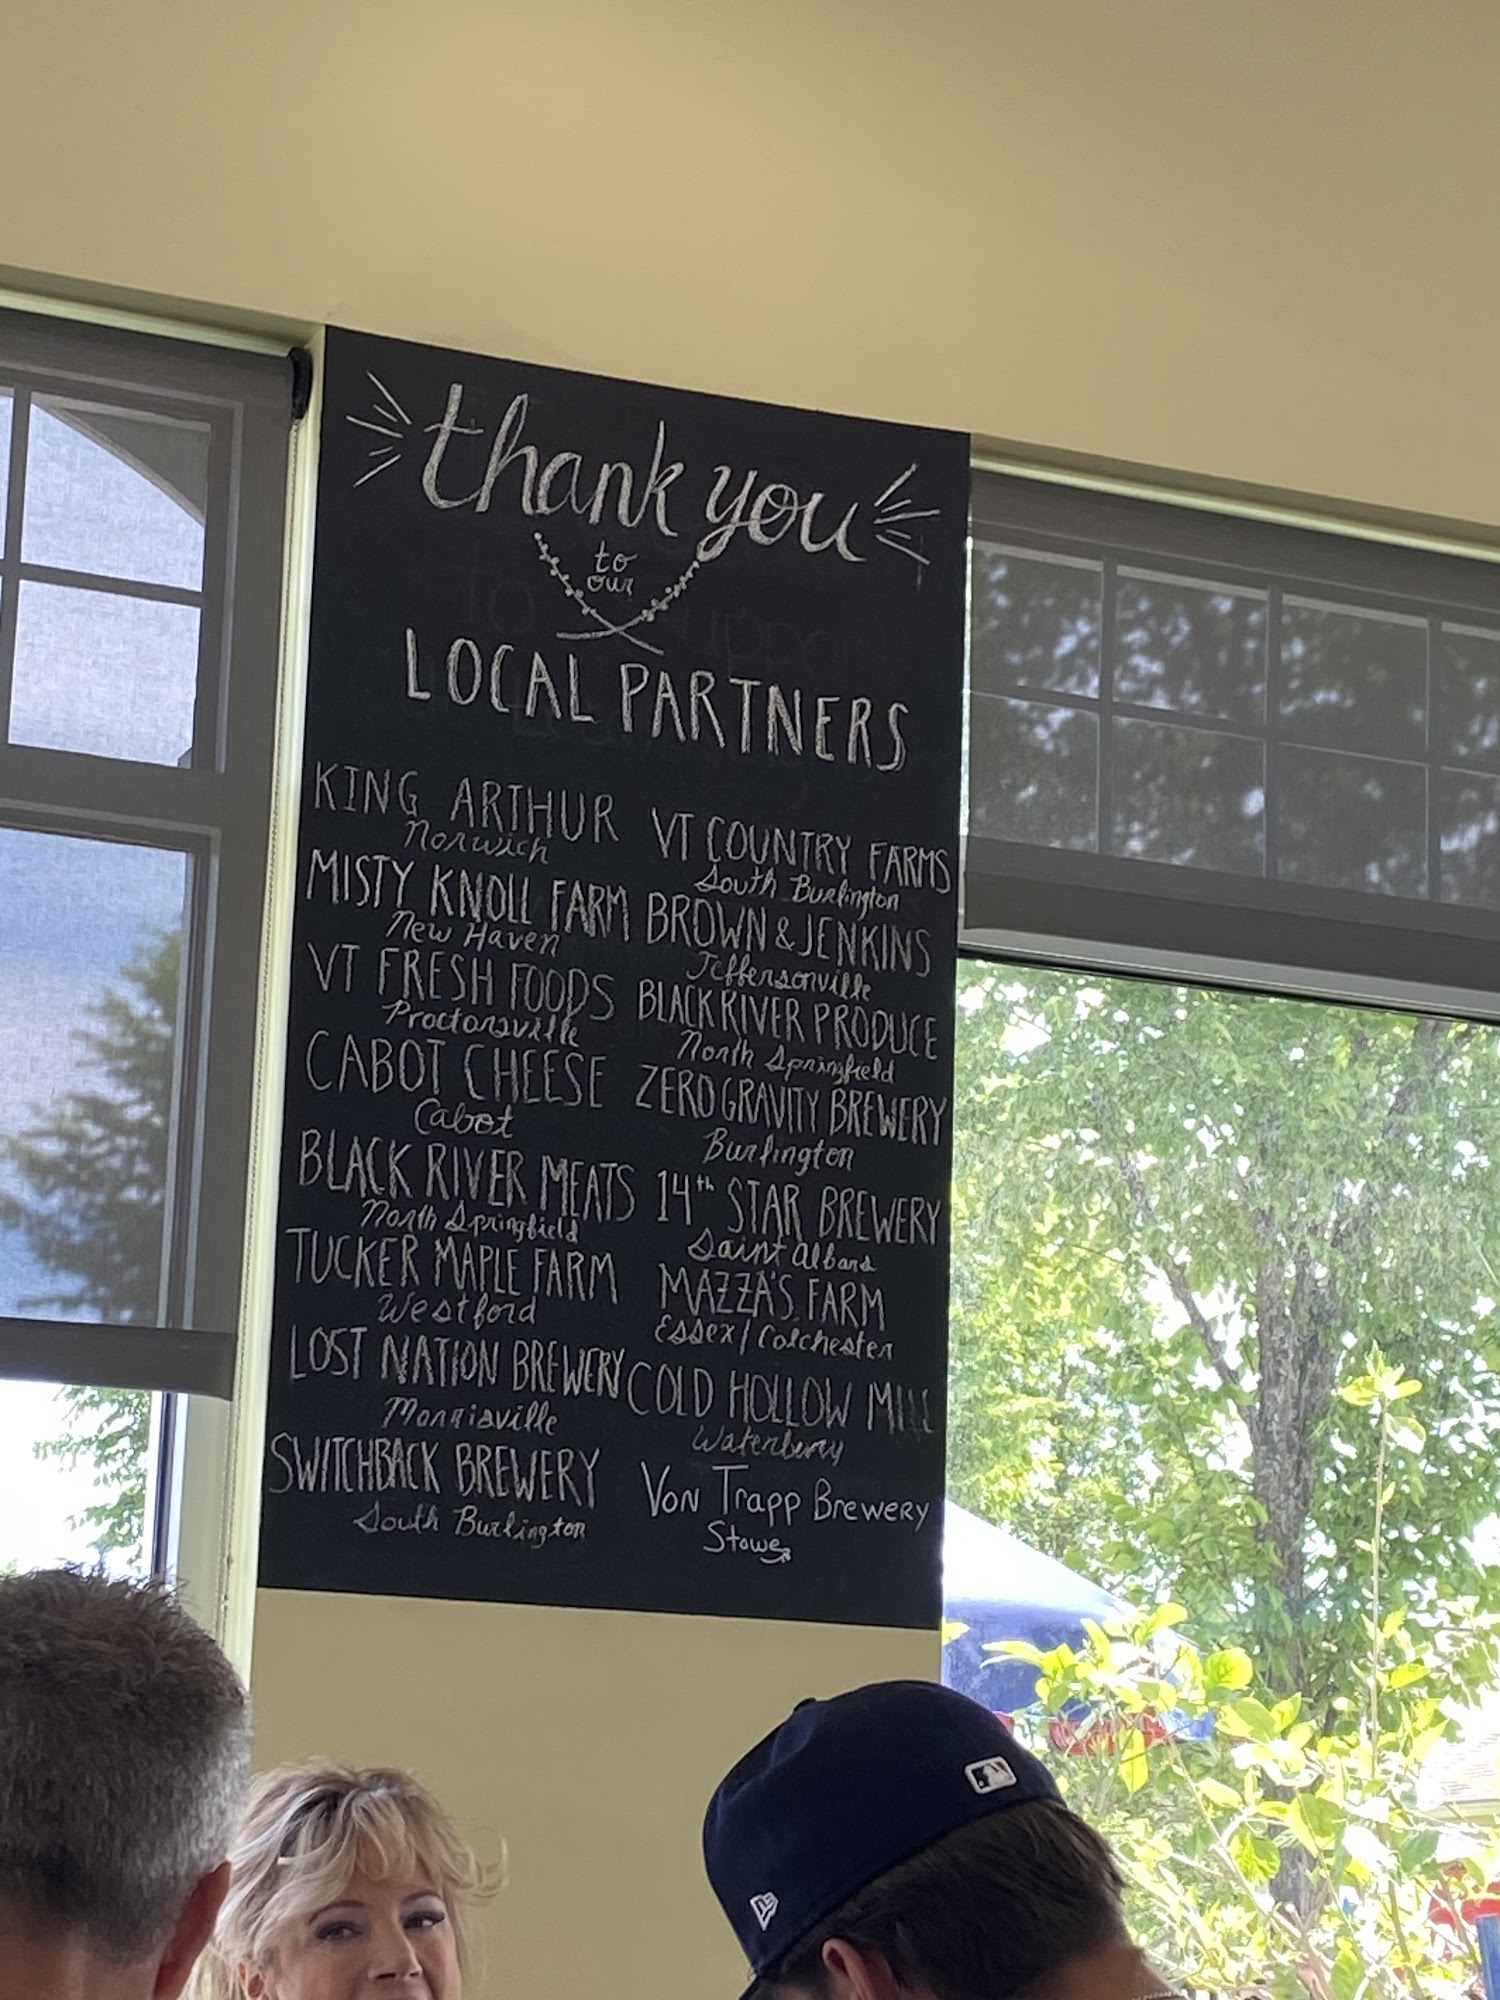 thank you
to
our
LOCAL PARTNERS
KING ARTHUR
Norwich
MISTY KNOLL FARM
New Haven
VT FRESH FOODS
Proctorsville
CABOT CHEESE
Cabot
BLACK RIVER MEATS
North Springfield
TUCKER MAPLE FARM
Westford
LOST NATION BREWERY
Morrisville
SWITCHBACK BREWERY
South Burlington
VT COUNTRY FARMS
South Burlington
BROWN & JENKINS
Jeffersonville
BLACK RIVER PRODUCE
North Springfield
ZERO GRAVITY BREWERY
Burlington
14th STAR BREWERY
Saint Albans
MAZZA'S FARM
Essex/Colchester
COLD HOLLOW MILL
Waterbury
VON TRAPP BREWERY
Stowe